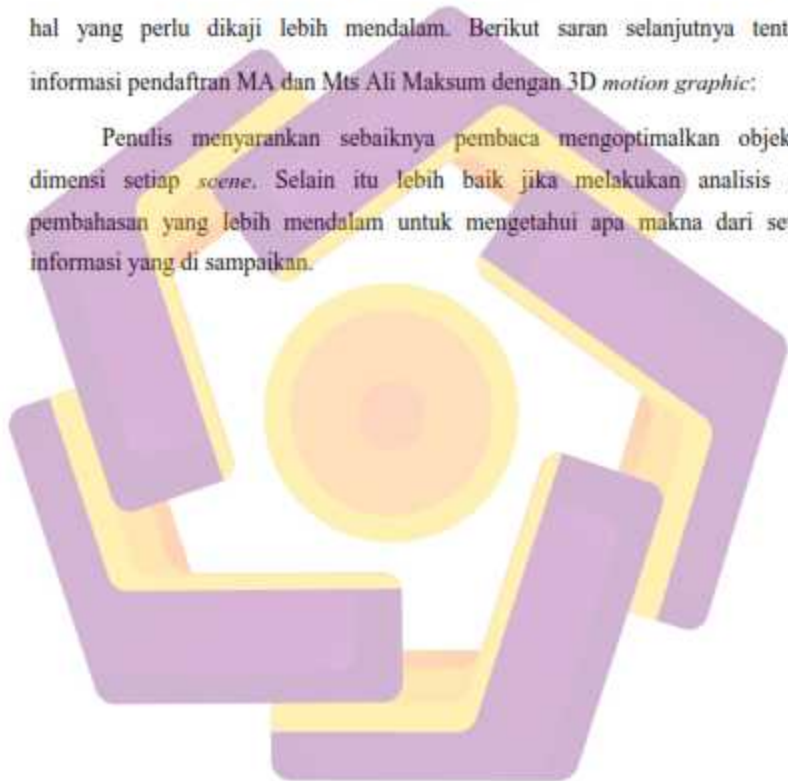 hal yang perlu dikaji lebih mendalam. Berikut saran selanjutnya tent
informasi pendaftran MA dan Mts Ali Maksum dengan 3D motion graphic:
Penulis menyarankan sebaiknya pembaca mengoptimalkan objek
dimensi setiap scene. Selain itu lebih baik jika melakukan analisis
pembahasan yang lebih mendalam untuk mengetahui apa makna dari se
informasi yang di sampaikan.